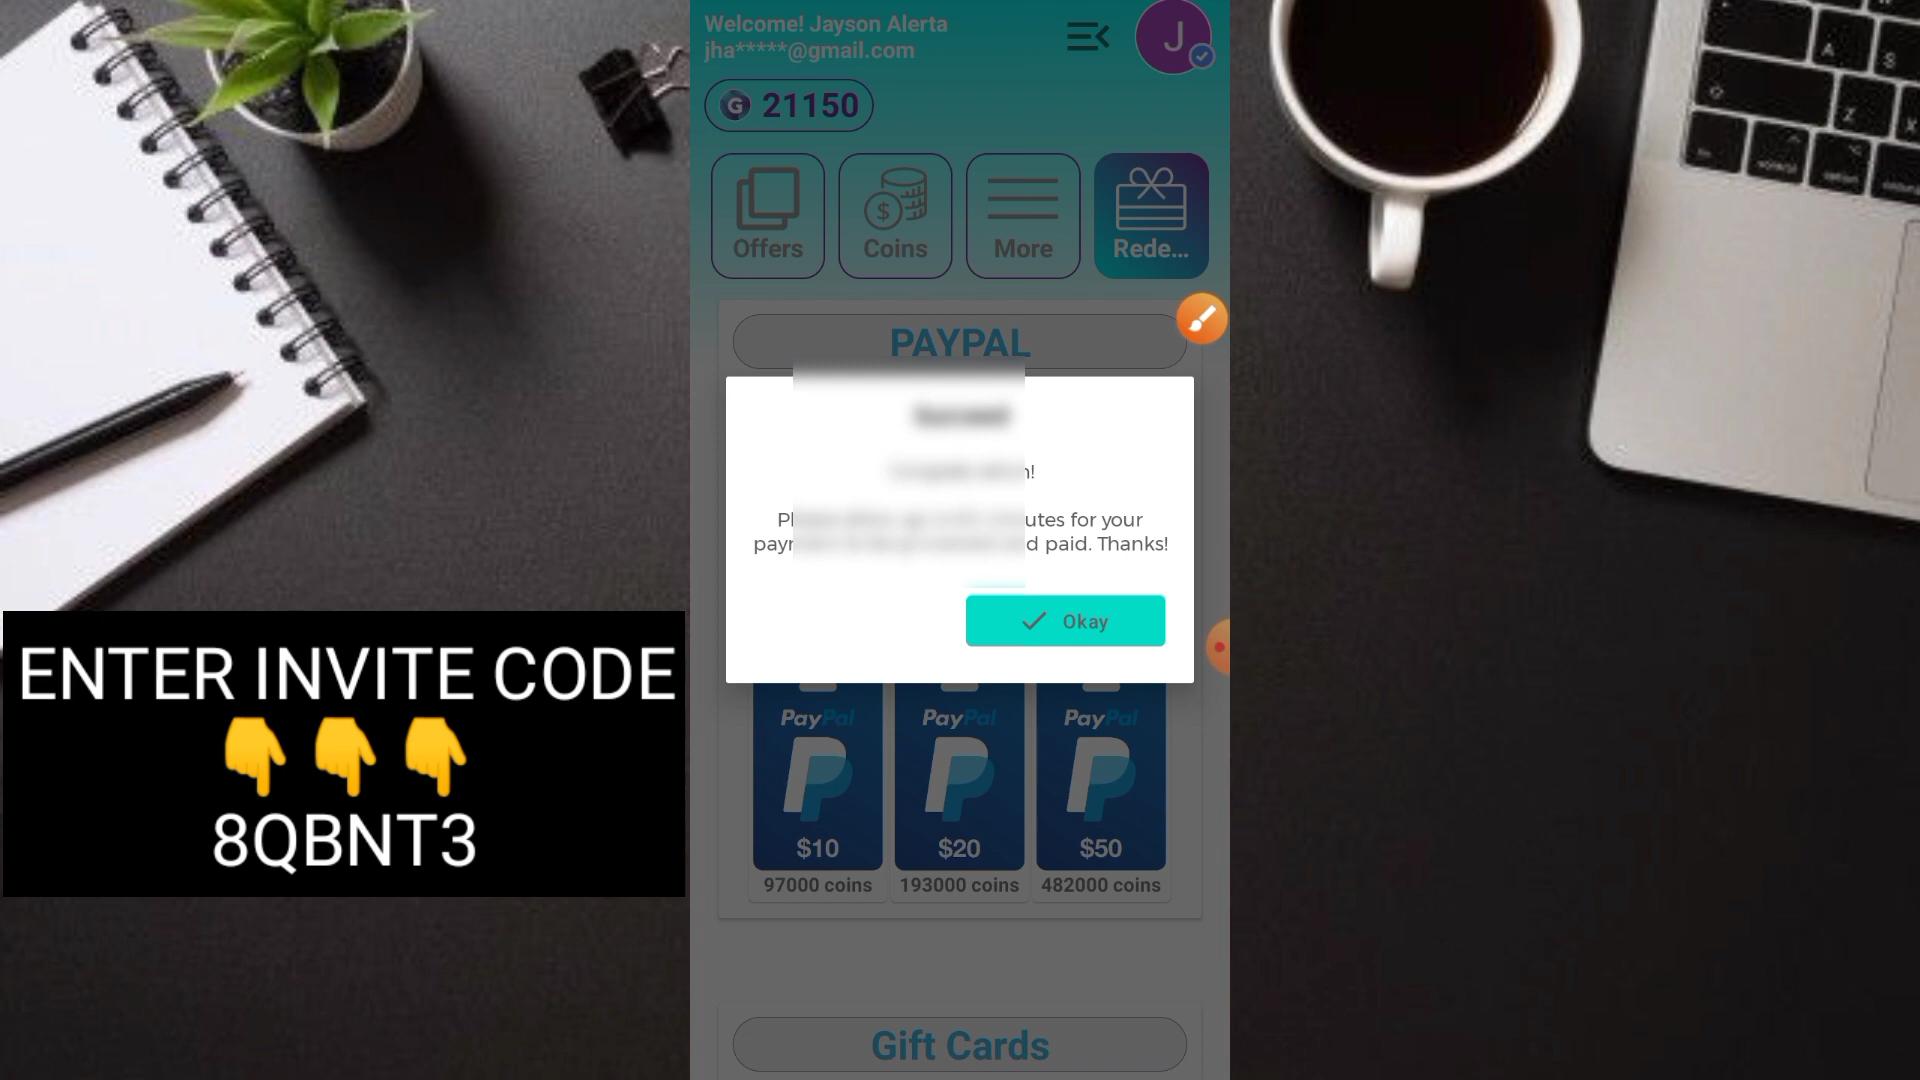 Welcome! Jayson Alerta
jha*****@gmail.com
G 21150
Offers
Coins
More
Rede...
PAYPAL
utes for your
d paid. Thanks!
Okay
PayPal
PayPal
PayPal
$10
$20
$50
97000 coins
193000 coins
482000 coins
Gift Cards
ENTER INVITE CODE
👇👇👇
8QBNT3
A
S
Z
X
option